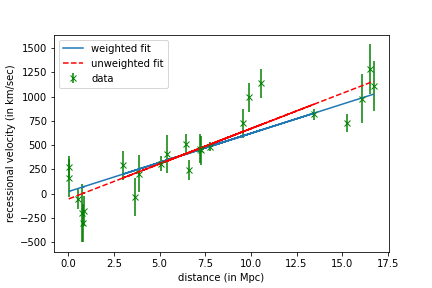 weighted fit
unweighted fit
data
recessional velocity (in km/sec)
1500
1250
1000
750
500
250
0
−250
−500
0.0 2.5 5.0 7.5 10.0 12.5 15.0 17.5
distance (in Mpc)